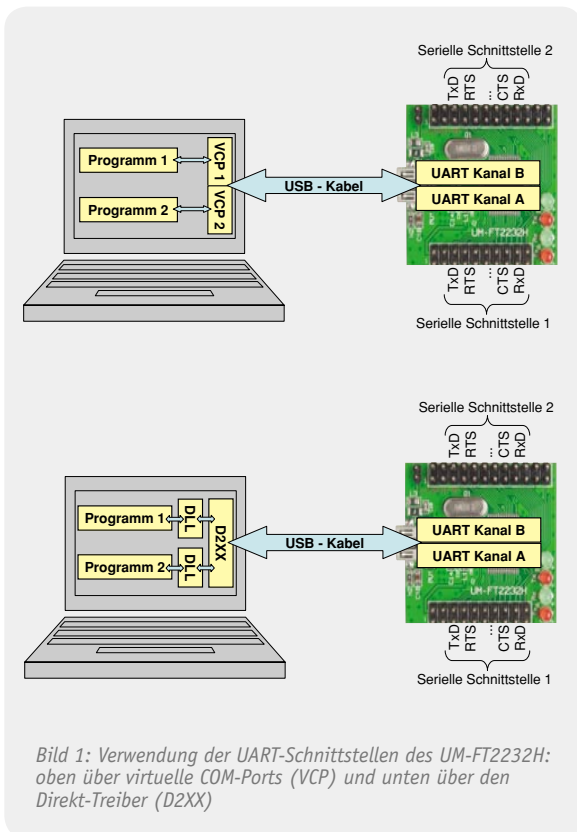 Serielle Schnittstelle 2
TxD
RTS
...
CTS
RxD
Programm 1
Programm 2
VCP 1
VCP 2
USB - Kabel
UART Kanal B
UART Kanal A
UM-FT2232H
TxD
RTS
...
CTS
RxD
Serielle Schnittstelle 1
Serielle Schnittstelle 2
TxD
RTS
...
CTS
RxD
Programm 1
Programm 2
DLL
DLL
D2XX
USB - Kabel
UART Kanal B
UART Kanal A
UM-FT2232H
TxD
RTS
...
CTS
RxD
Serielle Schnittstelle 1
Bild 1: Verwendung der UART-Schnittstellen des UM-FT2232H:
oben über virtuelle COM-Ports (VCP) und unten über den
Direkt-Treiber (D2XX)